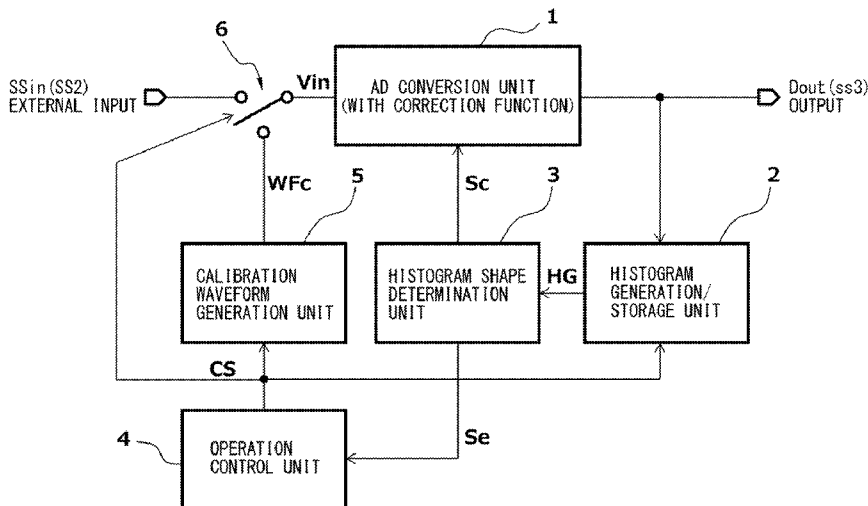 1
6
SSin(SS2)
EXTERNAL INPUT
Vin
AD CONVERSION UNIT
(WITH CORRECTION FUNCTION)
Dout(ss3)
OUTPUT
WFc
5
Sc
3
2
CALIBRATION
WAVEFORM
GENERATION UNIT
HISTOGRAM SHAPE
DETERMINATION
UNIT
HG
HISTOGRAM
GENERATION/
STORAGE UNIT
CS
4
OPERATION
CONTROL UNIT
Se